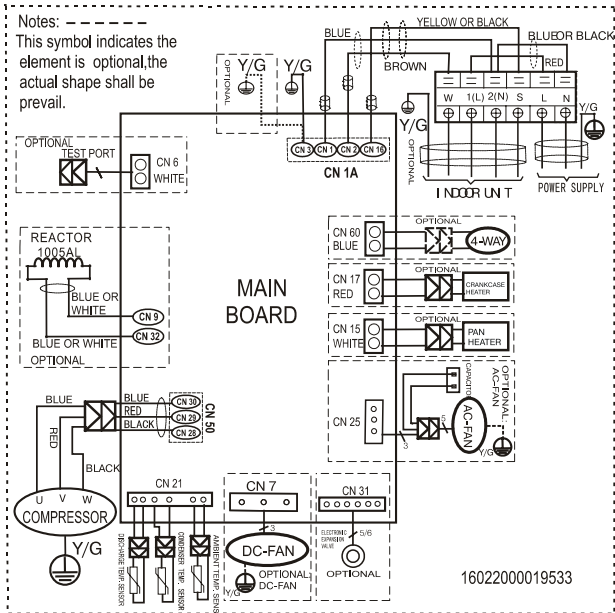 Notes: - - - - - -
This symbol indicates the
element is optional,the
actual shape shall be
prevail.
OPTIONAL
Y/G
Y/G
BLUE
BROWN
YELLOW OR BLACK
BLUE OR BLACK
RED
W 1(L) 2(N) S L N
Y/G
Y/G
OPTIONAL
INDOOR UNIT
POWER SUPPLY
CN 3 CN 1 CN 2 CN 16
CN 1A
OPTIONAL
TEST PORT
CN 6
WHITE
REACTOR
1005AL
BLUE OR
WHITE
CN 9
BLUE OR WHITE
CN 32
OPTIONAL
MAIN
BOARD
CN 60
BLUE
OPTIONAL
4-WAY
CN 17
RED
OPTIONAL
CRANKCASE
HEATER
CN 15
WHITE
OPTIONAL
PAN
HEATER
CN 25
3
CAPACITO
5
AC-FAN
OPTIONAL:
AC-FAN
Y/G
BLUE
BLUE
RED
BLACK
CN 30
CN 29
CN 28
CN 50
RED
BLACK
U V W
COMPRESSOR
Y/G
CN 21
DISCHARGE TEMP. SENSOR
CONDENSER TEMP. SENSOR
AMBIENT TEMP. SENS
CN 7
3
DC-FAN
Y/G
OPTIONAL:
DC-FAN
CN 31
ELECTRONIC
EXPANSION
VALVE
5/6
OPTIONAL
16022000019533